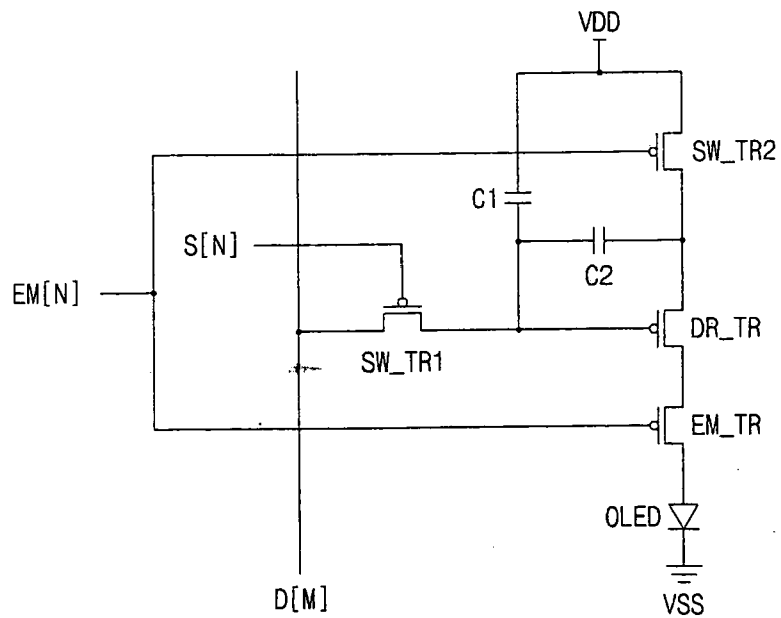 VDD
SW_TR2
C1
S[N]
C2
EM[N]
DR_TR
SW_TR1
EM_TR
OLED
D[M]
VSS